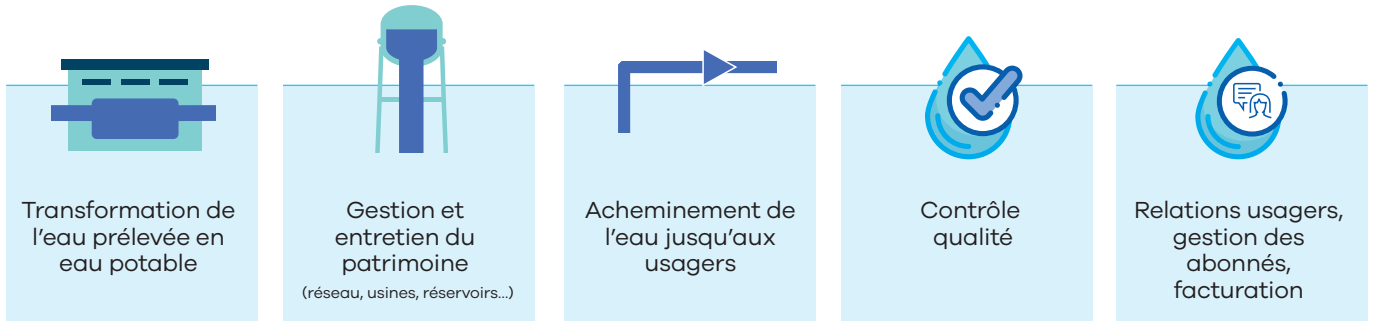 Transformation de
l'eau prélevée en
eau potable
Gestion et
entretien du
patrimoine
(réseau, usines, réservoirs...)
Acheminement de
l'eau jusqu'aux
usagers
Contrôle
qualité
Relations usagers,
gestion des
abonnés,
facturation